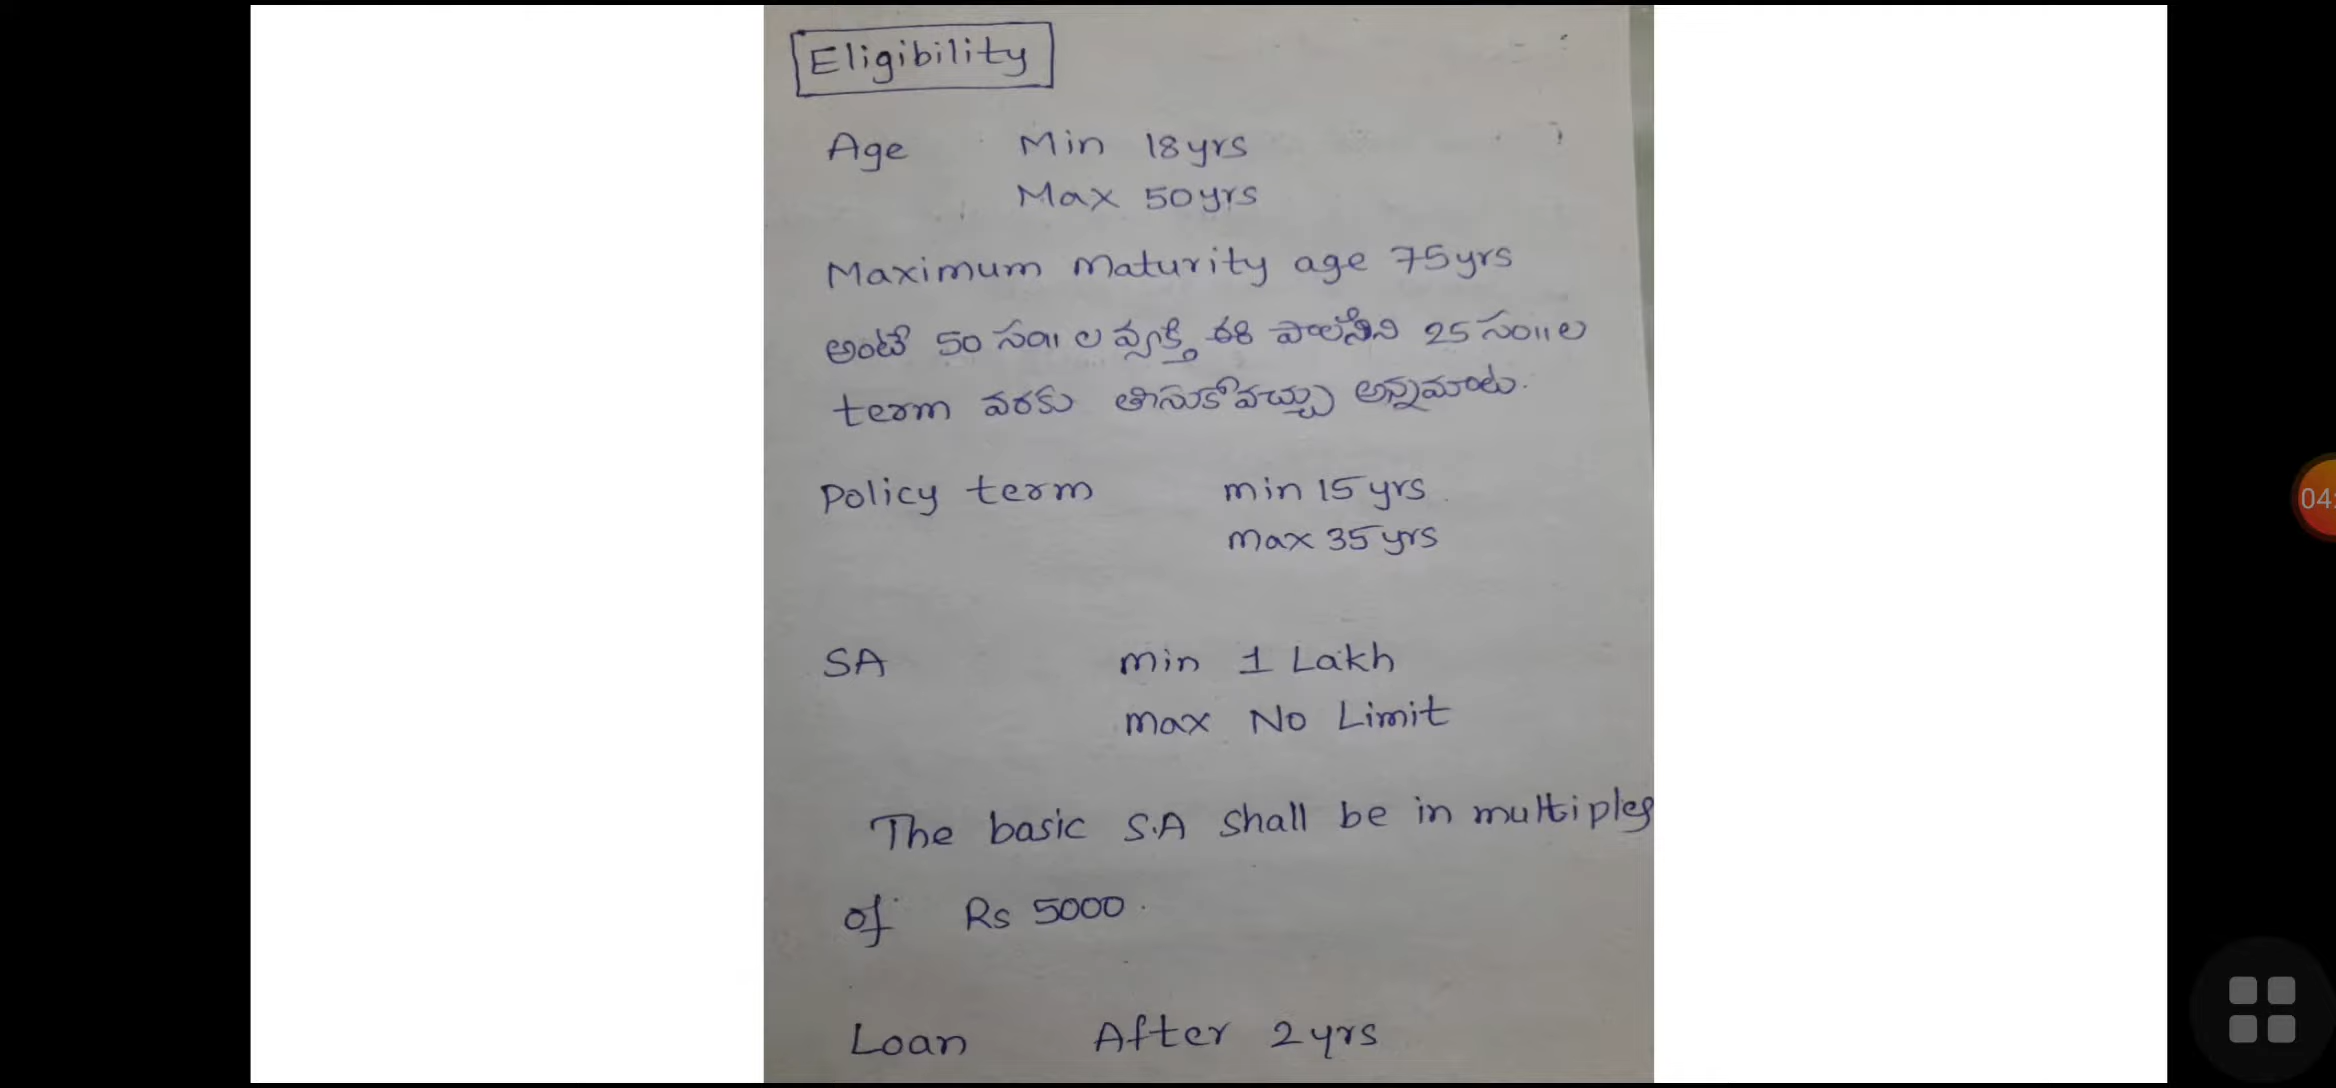 Eligibility
Age Min 18yrs
Max 50yrs
Maximum maturity age 75yrs
అంటే 50 సం॥ల వ్యక్తి ఈ పాలసీని 25 సం॥ల
term వరకు తీసుకోవచ్చు అన్నమాట.
Policy term min 15 yrs
max 35 yrs
SA min 1 Lakh
max No Limit
The basic S.A shall be in multiples
of Rs 5000.
Loan After 2yrs
04: